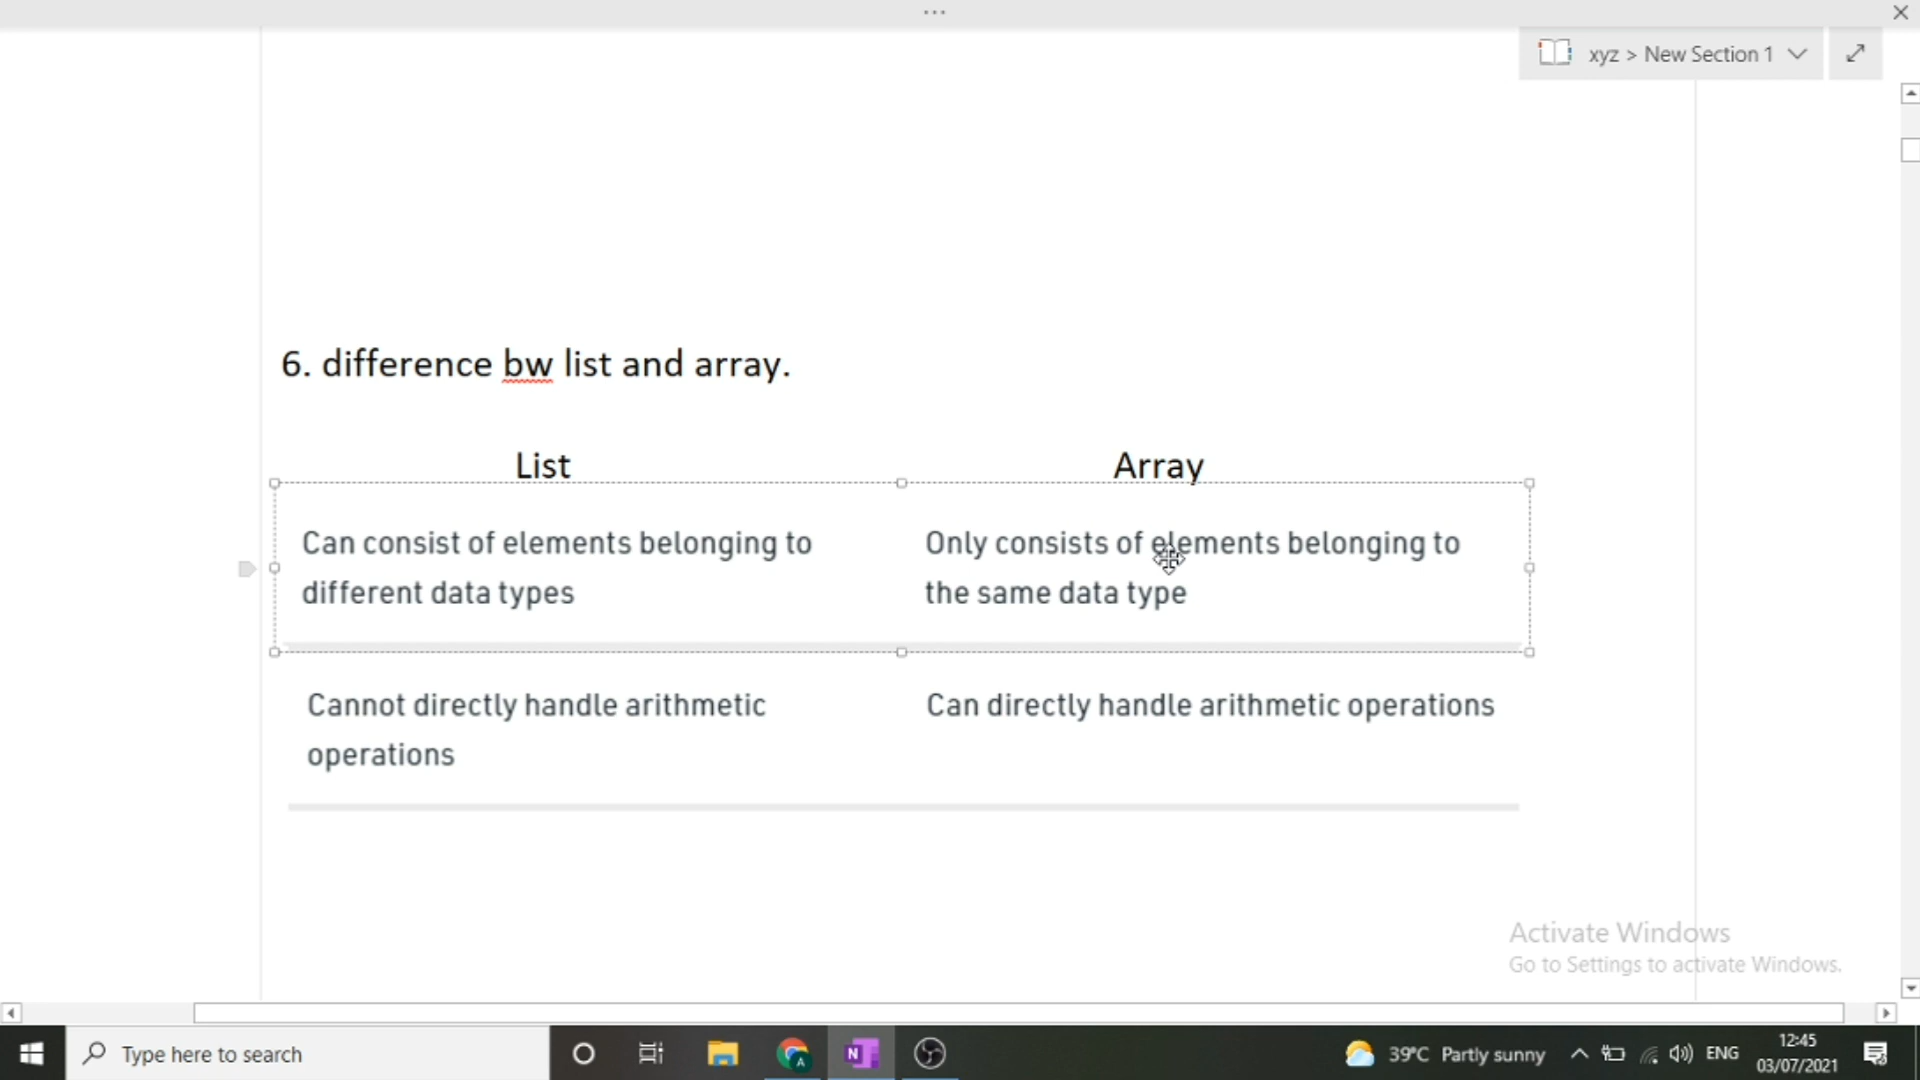 xyz > New Section 1
6. difference bw list and array.
List Array
Can consist of elements belonging to Only consists of elements belonging to
different data types the same data type
Cannot directly handle arithmetic Can directly handle arithmetic operations
operations
Activate Windows
Go to Settings to activate Windows.
Type here to search
A
N
39°C Partly sunny
ENG
12:45
03/07/2021